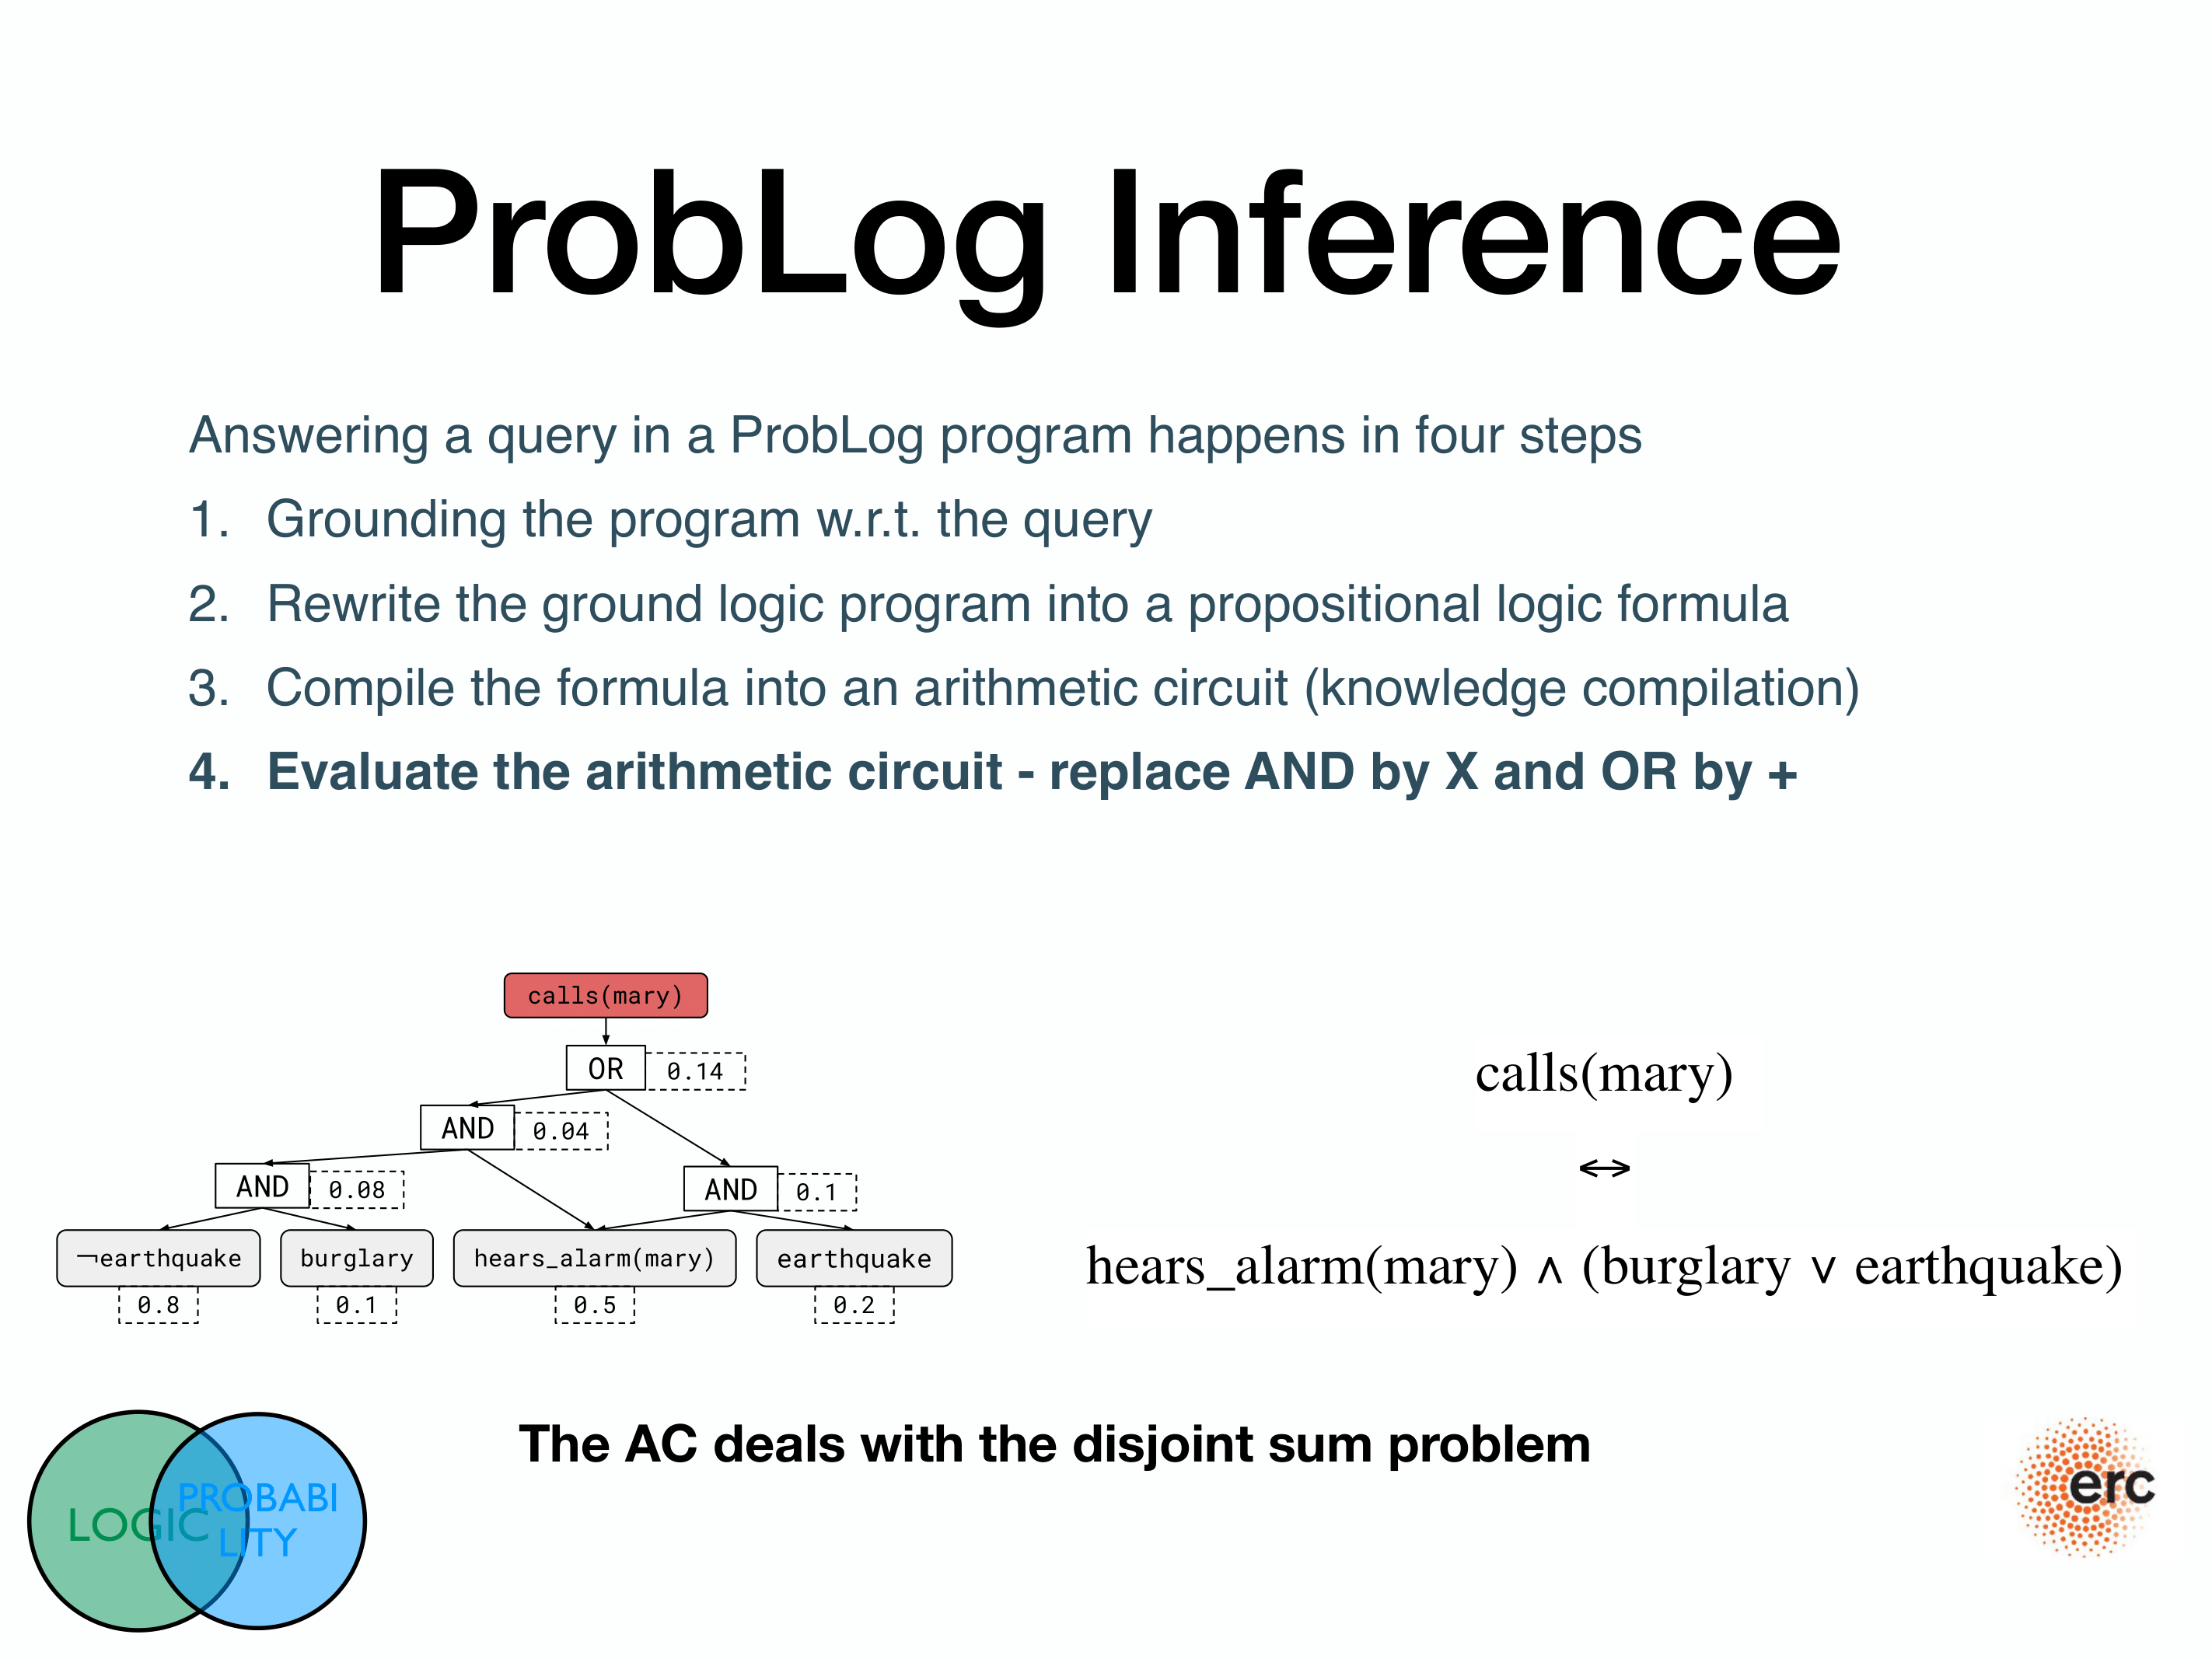 ProbLog Inference
Answering a query in a ProbLog program happens in four steps
1. Grounding the program w.r.t. the query
2. Rewrite the ground logic program into a propositional logic formula
3. Compile the formula into an arithmetic circuit (knowledge compilation)
4. Evaluate the arithmetic circuit - replace AND by X and OR by +
calls(mary)
OR 0.14
AND 0.04
AND 0.08
AND 0.1
¬earthquake burglary hears_alarm(mary) earthquake
0.8 0.1 0.5 0.2
calls(mary)
↔
hears_alarm(mary) ∧ (burglary ∨ earthquake)
The AC deals with the disjoint sum problem
LOGIC
PROBABI
LITY
erc